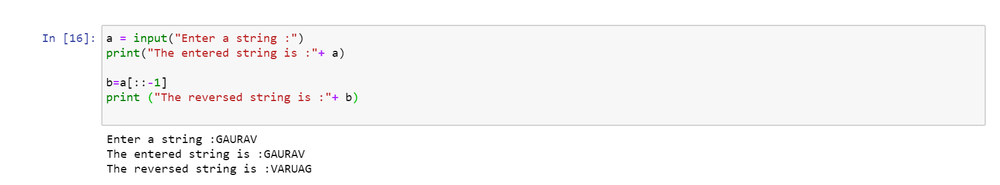 In [16]: a = input("Enter a string :")
print("The entered string is :"+ a)
b=a[::-1]
print ("The reversed string is :"+ b)
Enter a string :GAURAV
The entered string is :GAURAV
The reversed string is :VARUAG